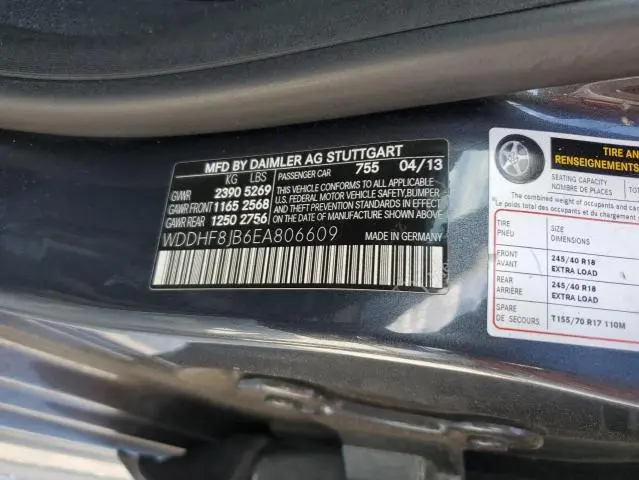 MFD BY DAIMLER AG STUTTGART
KG LBS PASSENGER CAR 755 04/13
GVWR 2390 5269
GAWR FRONT 1165 2568
GAWR REAR 1250 2756
THIS VEHICLE CONFORMS TO ALL APPLICABLE
U.S. FEDERAL MOTOR VEHICLE SAFETY, BUMPER
AND THEFT PREVENTION STANDARDS IN EFFECT
ON THE DATE OF MANUFACTURE SHOWN ABOVE
WDDHF8JB6EA806609 MADE IN GERMANY
TIRE AN
RENSEIGNEMENTS
SEATING CAPACITY
NOMBRE DE PLACES
TOT
The combined weight of occupants and carg
Le poids total des occupants et du charg
TIRE
PNEU
SIZE
DIMENSIONS
FRONT
AVANT
245/40 R18
EXTRA LOAD
REAR
ARRIÈRE
245/40 R18
EXTRA LOAD
SPARE
DE SECOURS
T155/70 R17 110M